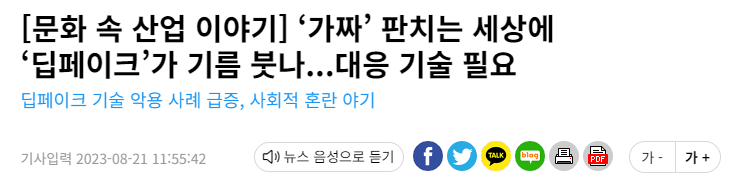 [문화 속 산업 이야기] ‘가짜’ 판치는 세상에
‘딥페이크’가 기름 붓나...대응 기술 필요
딥페이크 기술 악용 사례 급증, 사회적 혼란 야기
기사입력 2023-08-21 11:55:42 뉴스 음성으로 듣기 f TALK blog PDF 가 - 가 +